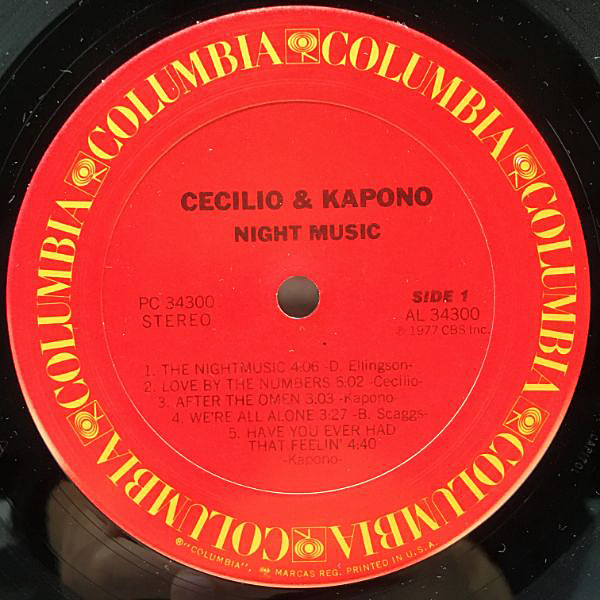 COLUMBIA COLUMBIA COLUMBIA COLUMBIA COLUMBIA COLUMBIA COLUMBIA COLUMBIA
CECILIO & KAPONO
NIGHT MUSIC
PC 34300
STEREO
SIDE 1
AL 34300
℗ 1977 CBS Inc.
1. THE NIGHTMUSIC 4:06 -D. Ellingson-
2. LOVE BY THE NUMBERS 5:02 -Cecilio-
3. AFTER THE OMEN 3:03 -Kapono-
4. WE'RE ALL ALONE 3:27 -B. Scaggs-
5. HAVE YOU EVER HAD
THAT FEELIN' 4:40
-Kapono-
®"COLUMBIA", MARCAS REG. PRINTED IN U.S.A.
CAPITOL